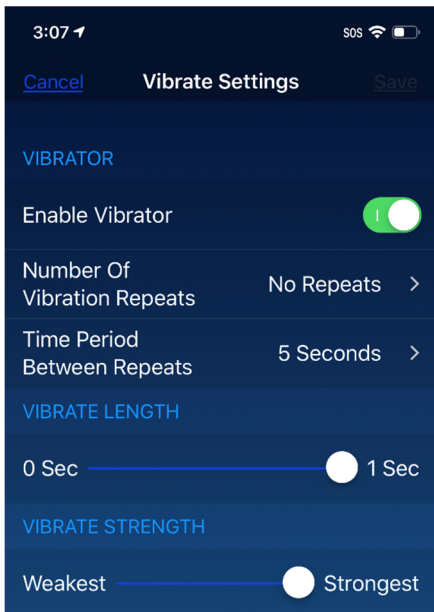 3:07
SOS
Cancel
Vibrate Settings
Save
VIBRATOR
Enable Vibrator
Number Of
Vibration Repeats
No Repeats
Time Period
Between Repeats
5 Seconds
VIBRATE LENGTH
0 Sec
1 Sec
VIBRATE STRENGTH
Weakest
Strongest